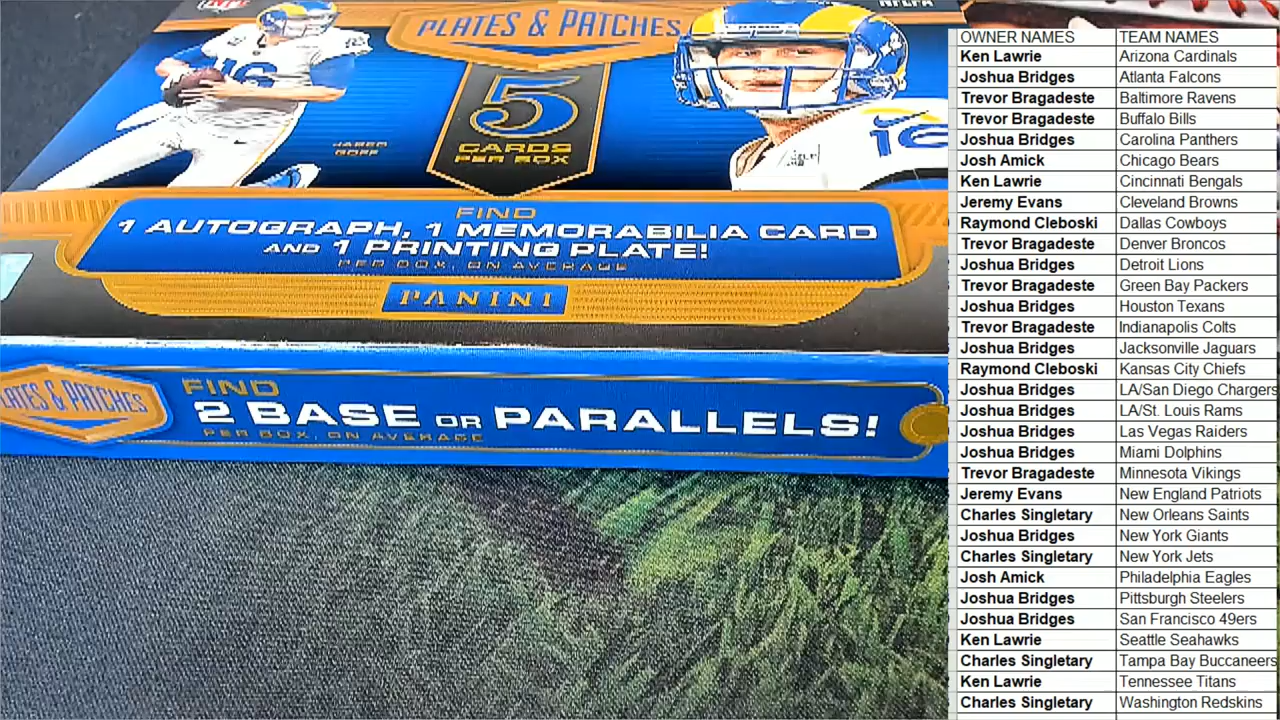 NFL
NFLPA
PLATES & PATCHES
5
CARDS
PER BOX
JARED
GOFF
16
16
FIND
1 AUTOGRAPH, 1 MEMORABILIA CARD
AND 1 PRINTING PLATE!
PER BOX, ON AVERAGE
PANINI
PLATES & PATCHES
FIND
2 BASE OR PARALLELS!
PER BOX, ON AVERAGE
OWNER NAMES TEAM NAMES
Ken Lawrie Arizona Cardinals
Joshua Bridges Atlanta Falcons
Trevor Bragadeste Baltimore Ravens
Trevor Bragadeste Buffalo Bills
Joshua Bridges Carolina Panthers
Josh Amick Chicago Bears
Ken Lawrie Cincinnati Bengals
Jeremy Evans Cleveland Browns
Raymond Cleboski Dallas Cowboys
Trevor Bragadeste Denver Broncos
Joshua Bridges Detroit Lions
Trevor Bragadeste Green Bay Packers
Joshua Bridges Houston Texans
Trevor Bragadeste Indianapolis Colts
Joshua Bridges Jacksonville Jaguars
Raymond Cleboski Kansas City Chiefs
Joshua Bridges LA/San Diego Chargers
Joshua Bridges LA/St. Louis Rams
Joshua Bridges Las Vegas Raiders
Joshua Bridges Miami Dolphins
Trevor Bragadeste Minnesota Vikings
Jeremy Evans New England Patriots
Charles Singletary New Orleans Saints
Joshua Bridges New York Giants
Charles Singletary New York Jets
Josh Amick Philadelphia Eagles
Joshua Bridges Pittsburgh Steelers
Joshua Bridges San Francisco 49ers
Ken Lawrie Seattle Seahawks
Charles Singletary Tampa Bay Buccaneers
Ken Lawrie Tennessee Titans
Charles Singletary Washington Redskins